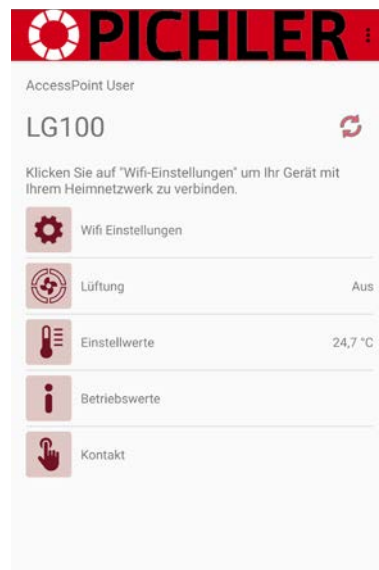 PICHLER
AccessPoint User
LG100
Klicken Sie auf "Wifi-Einstellungen" um Ihr Gerät mit
Ihrem Heimnetzwerk zu verbinden.
Wifi Einstellungen
Lüftung Aus
Einstellwerte 24,7 °C
Betriebswerte
Kontakt